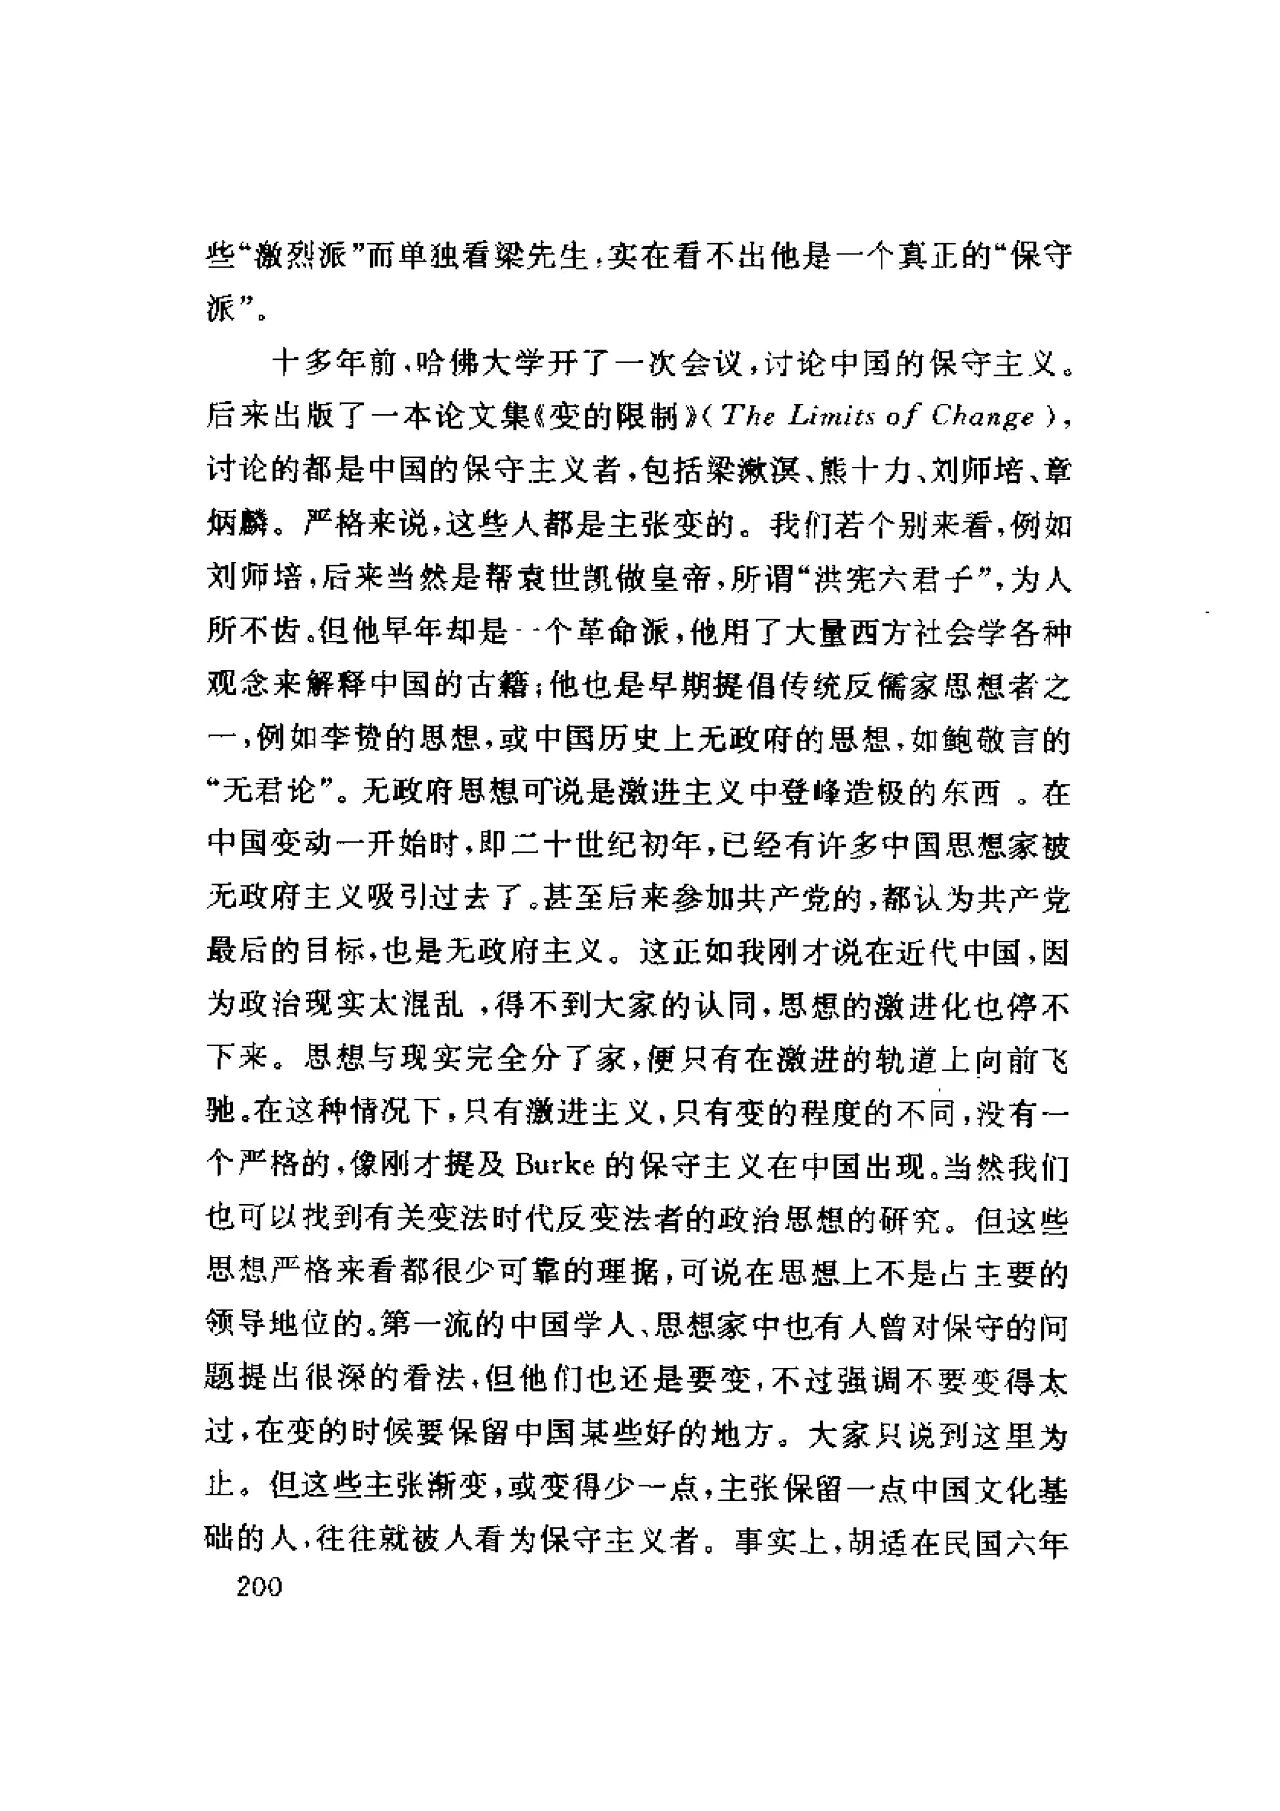 些“激烈派”而单独看梁先生，实在看不出他是一个真正的“保守
派”。
十多年前，哈佛大学开了一次会议，讨论中国的保守主义。
后来出版了一本论文集《变的限制》（The Limits of Change），
讨论的都是中国的保守主义者，包括梁漱溟、熊十力、刘师培、章
炳麟。严格来说，这些人都是主张变的。我们若个别来看，例如
刘师培，后来当然是帮袁世凯做皇帝，所谓“洪宪六君子”，为人
所不齿。但他早年却是一个革命派，他用了大量西方社会学各种
观念来解释中国的古籍；他也是早期提倡传统反儒家思想者之
一，例如李贽的思想，或中国历史上无政府的思想，如鲍敬言的
“无君论”。无政府思想可说是激进主义中登峰造极的东西。在
中国变动一开始时，即二十世纪初年，已经有许多中国思想家被
无政府主义吸引过去了。甚至后来参加共产党的，都认为共产党
最后的目标，也是无政府主义。这正如我刚才说在近代中国，因
为政治现实太混乱，得不到大家的认同，思想的激进化也停不
下来。思想与现实完全分了家，便只有在激进的轨道上向前飞
驰。在这种情况下，只有激进主义，只有变的程度的不同，没有一
个严格的，像刚才提及 Burke 的保守主义在中国出现。当然我们
也可以找到有关变法时代反变法者的政治思想的研究。但这些
思想严格来看都很少可靠的理据，可说在思想上不是占主要的
领导地位的。第一流的中国学人、思想家中也有人曾对保守的问
题提出很深的看法，但他们也还是要变，不过强调不要变得太
过，在变的时候要保留中国某些好的地方。大家只说到这里为
止。但这些主张渐变，或变得少一点，主张保留一点中国文化基
础的人，往往就被人看为保守主义者。事实上，胡适在民国六年
200